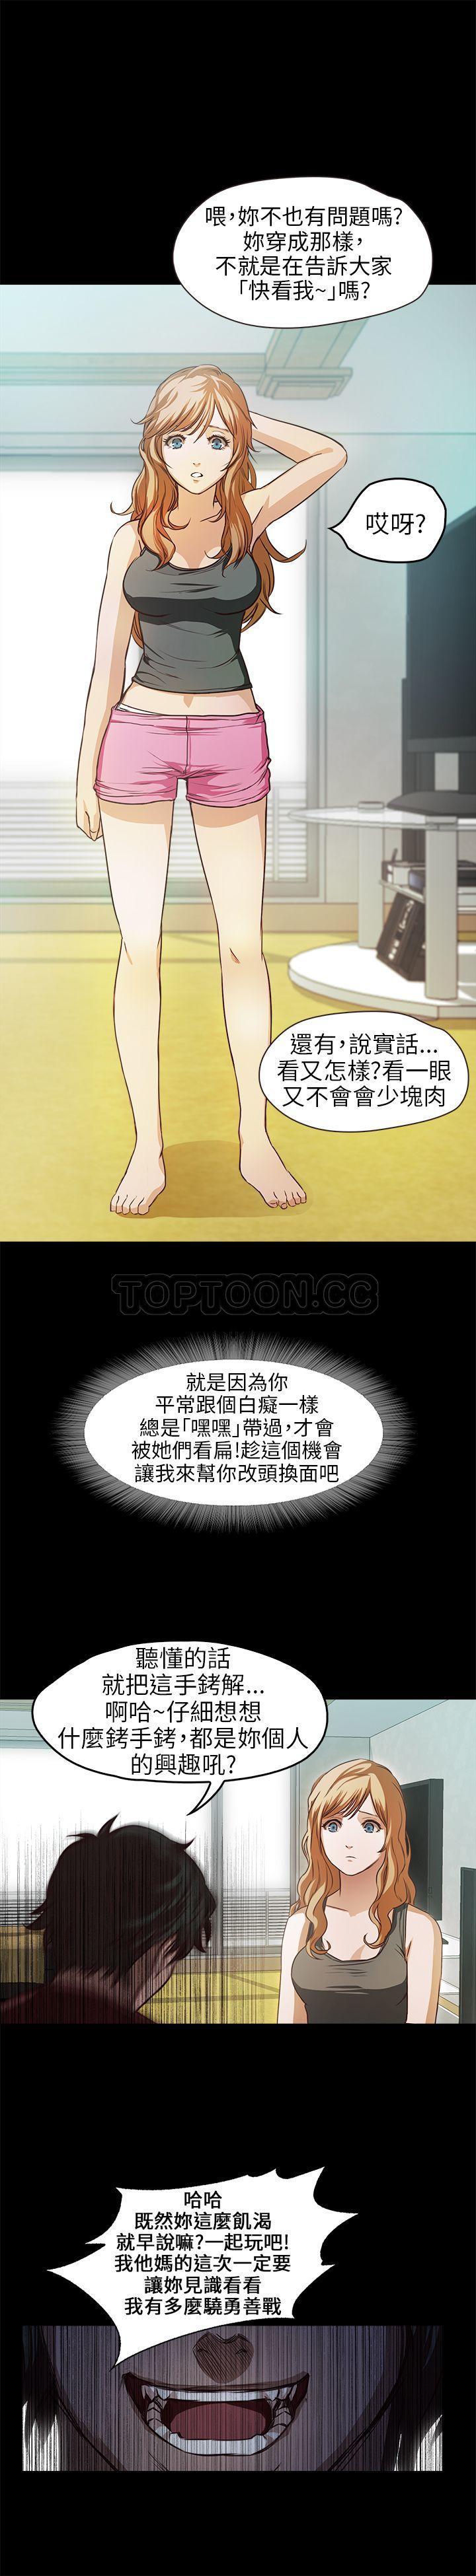 喂,妳不也有問題嗎?
妳穿成那樣,
不就是在告訴大家
「快看我~」嗎?
哎呀?
還有,說實話...
看又怎樣?看一眼
又不會會少塊肉
TOPTOON.CC
就是因為你
平常跟個白癡一樣
總是「嘿嘿」帶過,才會
被她們看扁!趁這個機會
讓我來幫你改頭換面吧
聽懂的話
就把這手銬解...
啊哈~仔細想想
什麼銬手銬,都是妳個人
的興趣吼?
哈哈
既然妳這麼飢渴
就早說嘛?一起玩吧!
我他媽的這次一定要
讓妳見識看看
我有多麼驍勇善戰